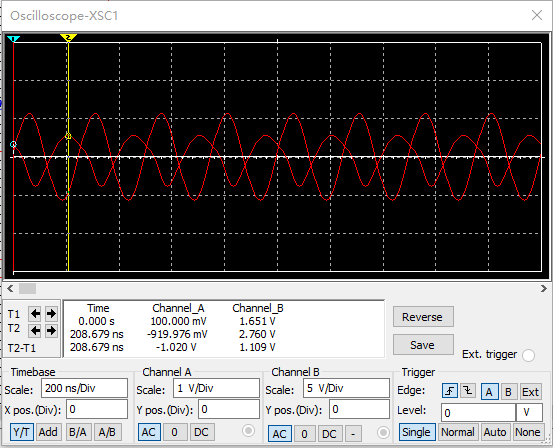 Oscilloscope-XSC1
1 2
T1
T2
T2-T1
Time Channel_A Channel_B
0.000 s 100.000 mV 1.651 V
208.679 ns -919.976 mV 2.760 V
208.679 ns -1.020 V 1.109 V
Reverse
Save
Ext. trigger
Timebase
Scale: 200 ns/Div
X pos.(Div): 0
Y/T Add B/A A/B
Channel A
Scale: 1 V/Div
Y pos.(Div): 0
AC 0 DC
Channel B
Scale: 5 V/Div
Y pos.(Div): 0
AC 0 DC -
Trigger
Edge: A B Ext
Level: 0 V
Single Normal Auto None